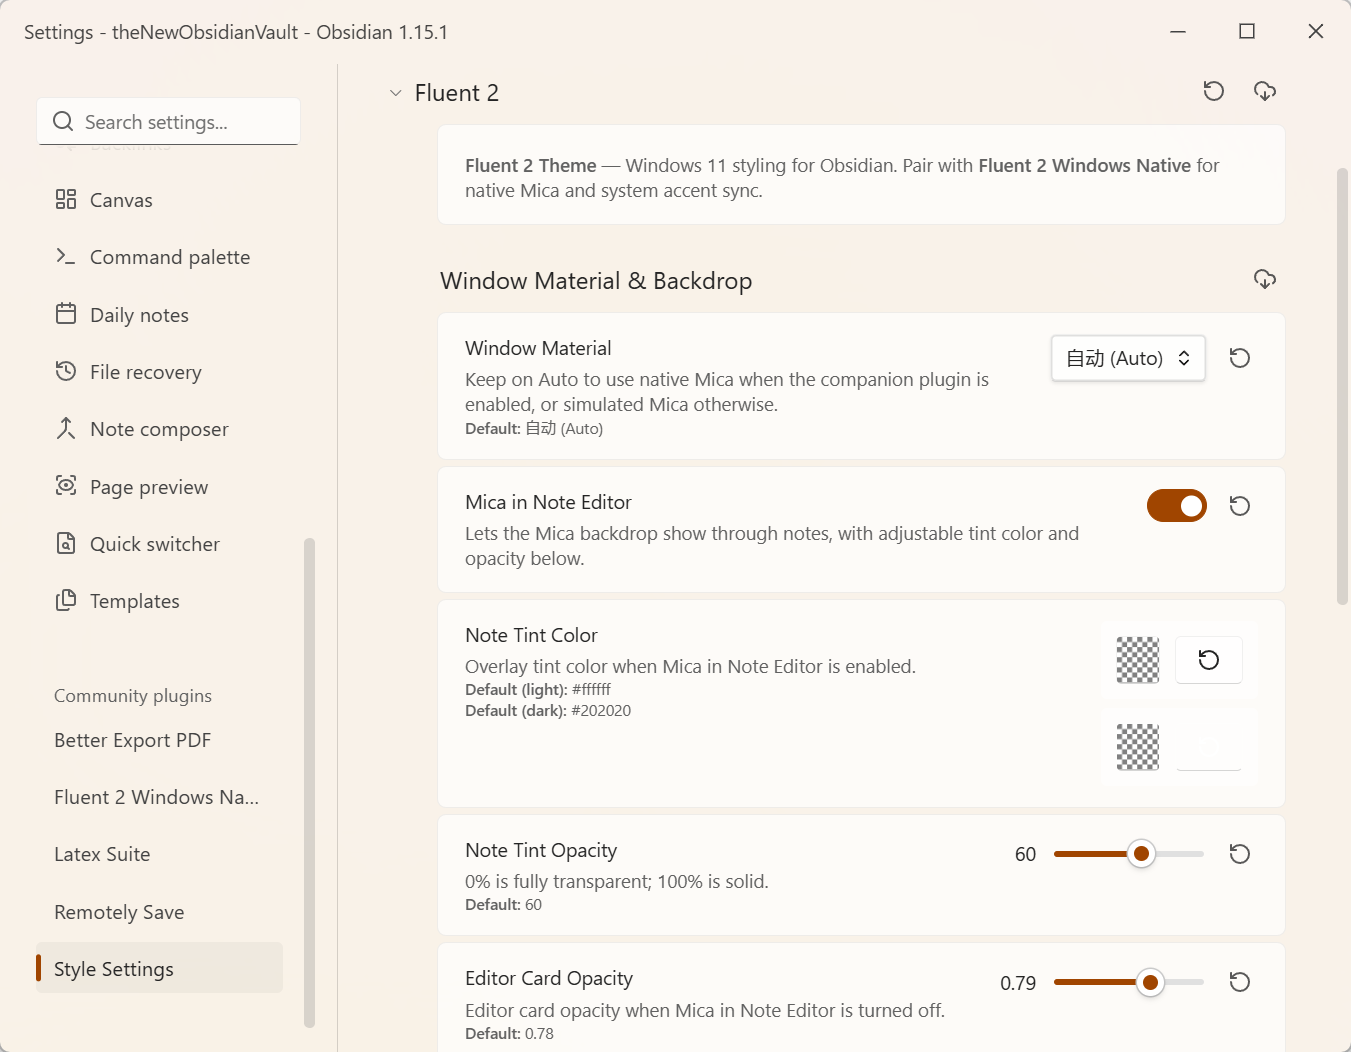 Settings - theNewObsidianVault - Obsidian 1.15.1
Search settings...
Backlinks
Canvas
Command palette
Daily notes
File recovery
Note composer
Page preview
Quick switcher
Templates
Community plugins
Better Export PDF
Fluent 2 Windows Na...
Latex Suite
Remotely Save
Style Settings
Fluent 2
Fluent 2 Theme — Windows 11 styling for Obsidian. Pair with Fluent 2 Windows Native for
native Mica and system accent sync.
Window Material & Backdrop
Window Material
Keep on Auto to use native Mica when the companion plugin is
enabled, or simulated Mica otherwise.
Default: 自动 (Auto)
自动 (Auto)
Mica in Note Editor
Lets the Mica backdrop show through notes, with adjustable tint color and
opacity below.
Note Tint Color
Overlay tint color when Mica in Note Editor is enabled.
Default (light): #ffffff
Default (dark): #202020
Note Tint Opacity
0% is fully transparent; 100% is solid.
Default: 60
60
Editor Card Opacity
Editor card opacity when Mica in Note Editor is turned off.
Default: 0.78
0.79